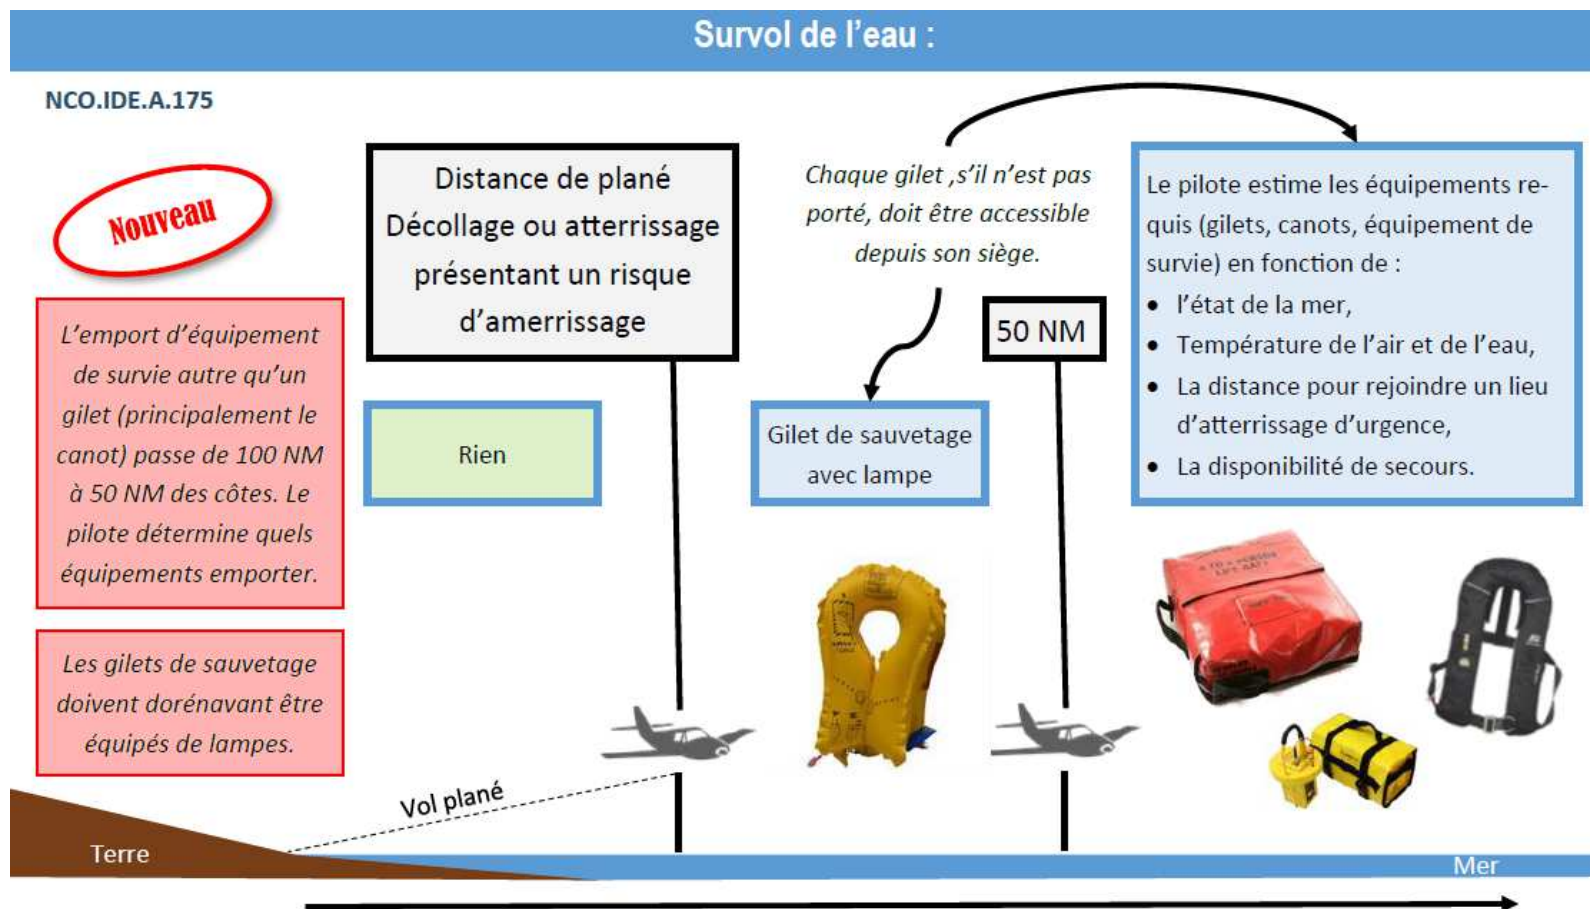 Survol de l'eau :
NCO.IDE.A.175
Nouveau
L'emport d'équipement
de survie autre qu'un
gilet (principalement le
canot) passe de 100 NM
à 50 NM des côtes. Le
pilote détermine quels
équipements emporter.
Les gilets de sauvetage
doivent dorénavant être
équipés de lampes.
Distance de plané
Décollage ou atterrissage
présentant un risque
d'amerrissage
Rien
Chaque gilet ,s'il n'est pas
porté, doit être accessible
depuis son siège.
Gilet de sauvetage
avec lampe
50 NM
Le pilote estime les équipements re-
quis (gilets, canots, équipement de
survie) en fonction de :
• l'état de la mer,
• Température de l'air et de l'eau,
• La distance pour rejoindre un lieu
d'atterrissage d'urgence,
• La disponibilité de secours.
Vol plané
Terre
Mer